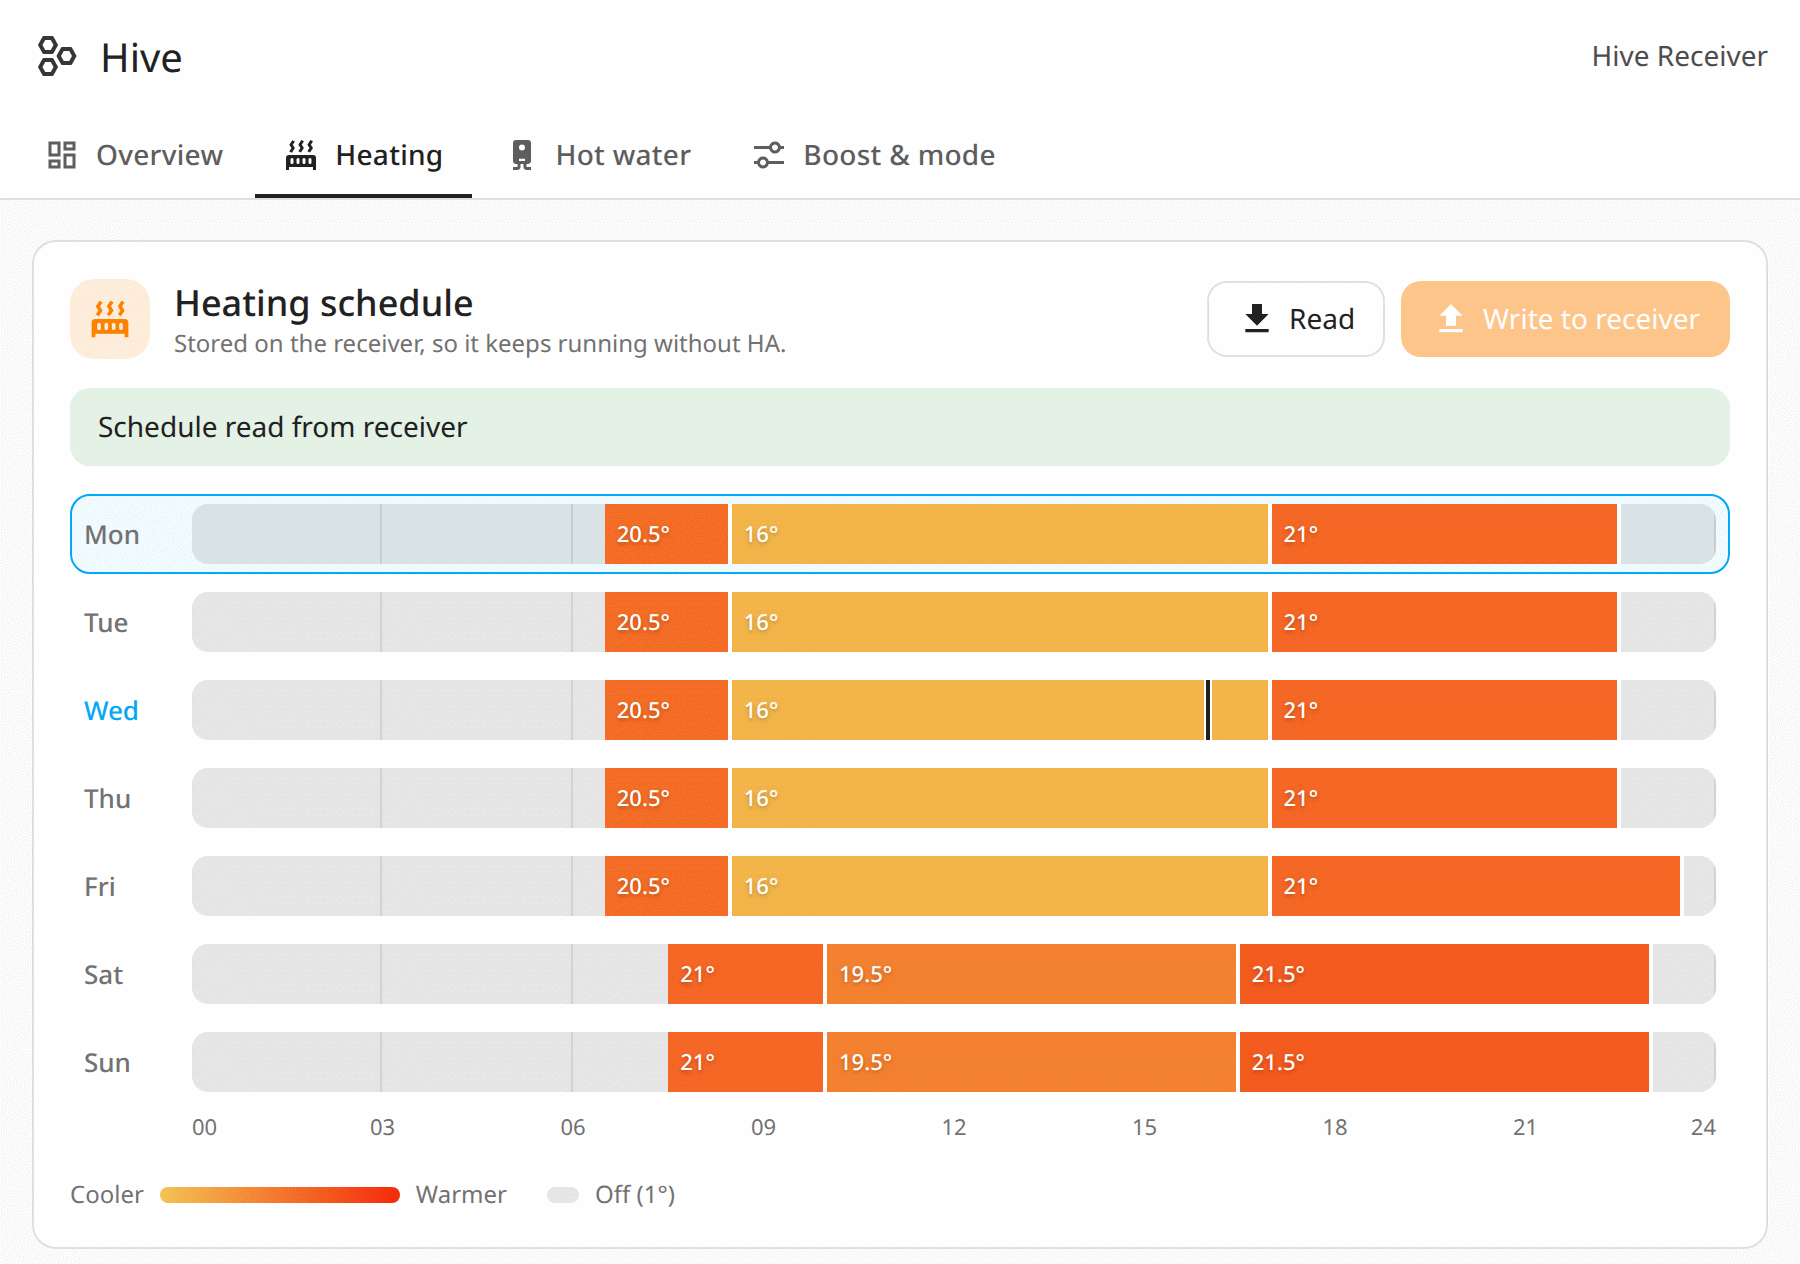 Hive
Hive Receiver
Overview
Heating
Hot water
Boost & mode
Heating schedule
Stored on the receiver, so it keeps running without HA.
Read
Write to receiver
Schedule read from receiver
Mon 20.5° 16° 21°
Tue 20.5° 16° 21°
Wed 20.5° 16° 21°
Thu 20.5° 16° 21°
Fri 20.5° 16° 21°
Sat 21° 19.5° 21.5°
Sun 21° 19.5° 21.5°
00 03 06 09 12 15 18 21 24
Cooler Warmer Off (1°)